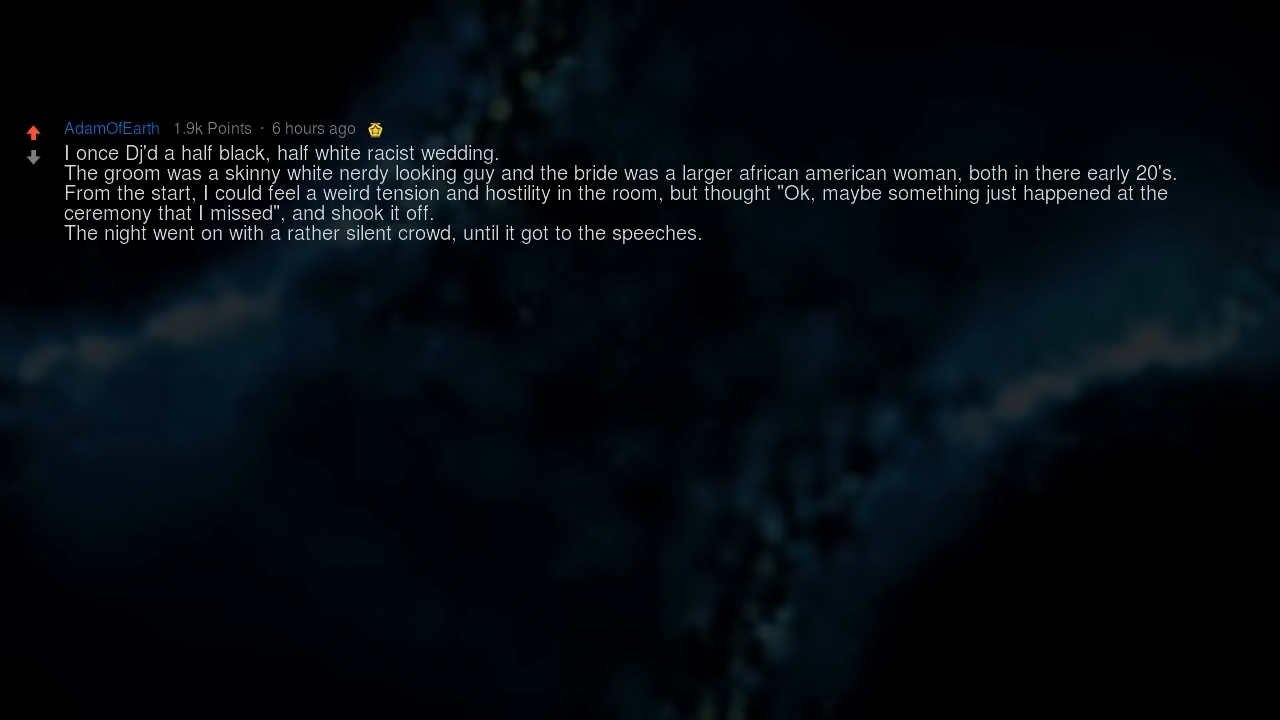 AdamOfEarth 1.9k Points · 6 hours ago
I once Dj'd a half black, half white racist wedding.
The groom was a skinny white nerdy looking guy and the bride was a larger african american woman, both in there early 20's.
From the start, I could feel a weird tension and hostility in the room, but thought "Ok, maybe something just happened at the
ceremony that I missed", and shook it off.
The night went on with a rather silent crowd, until it got to the speeches.